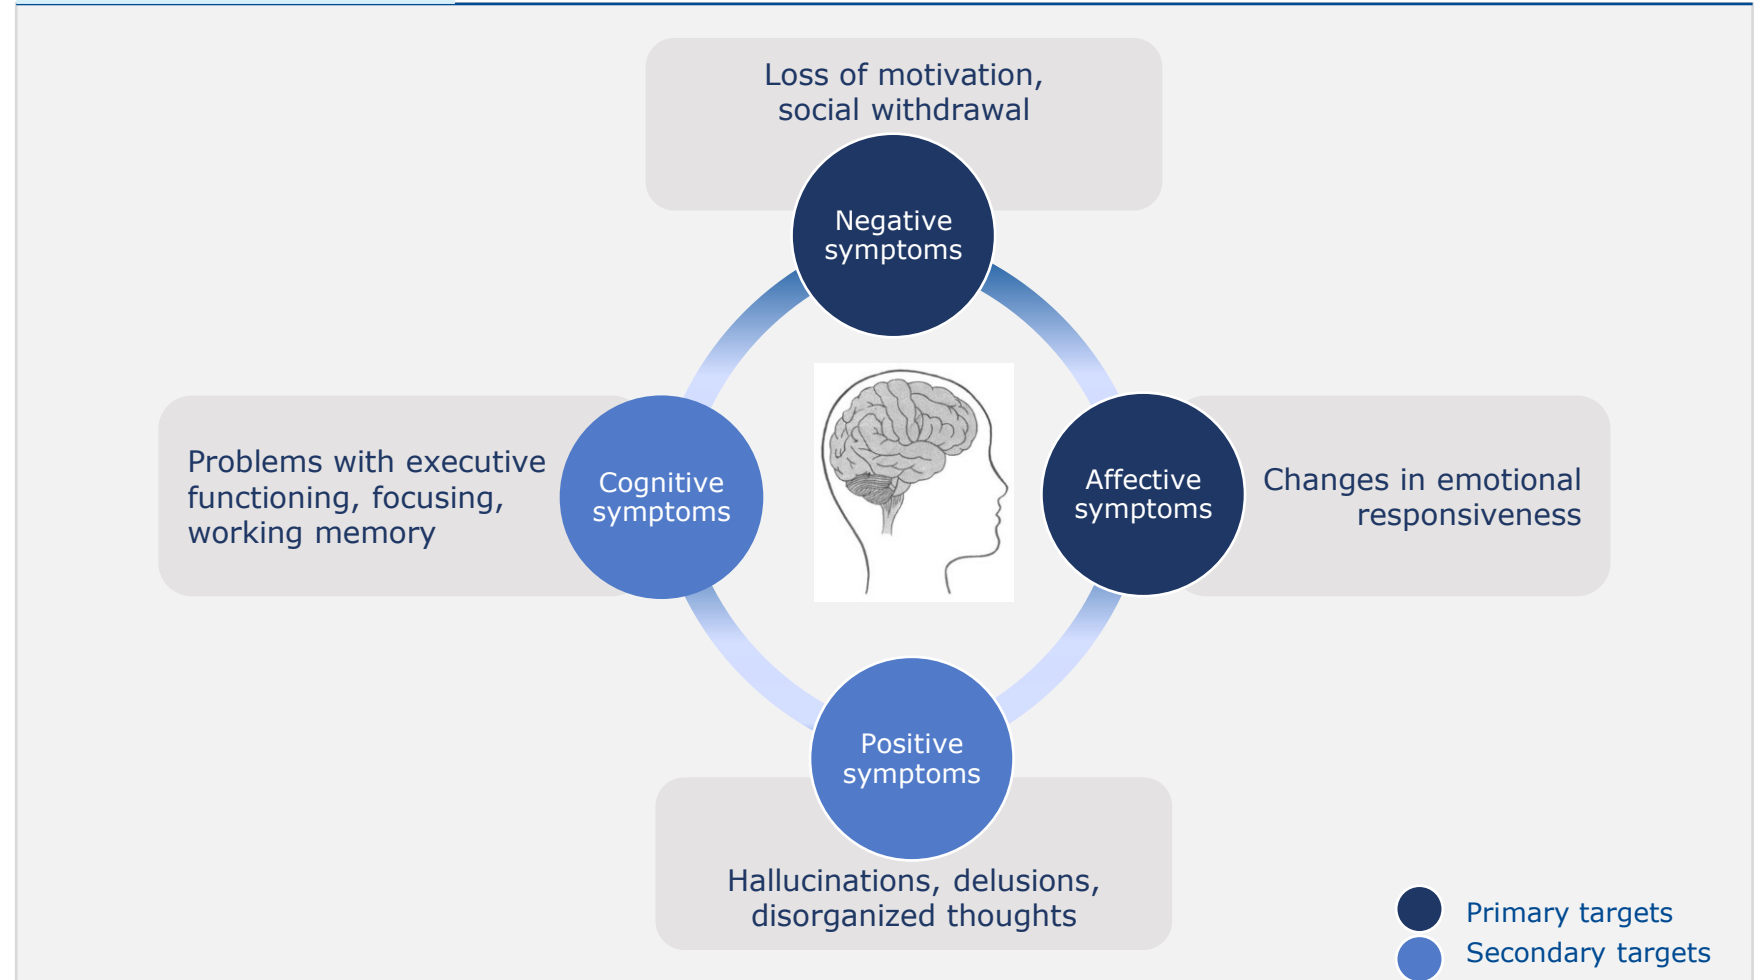 Loss of motivation,
social withdrawal
Negative
symptoms
Problems with executive
functioning, focusing,
working memory
Cognitive
symptoms
Affective
symptoms
Changes in emotional
responsiveness
Positive
symptoms
Hallucinations, delusions,
disorganized thoughts
Primary targets
Secondary targets